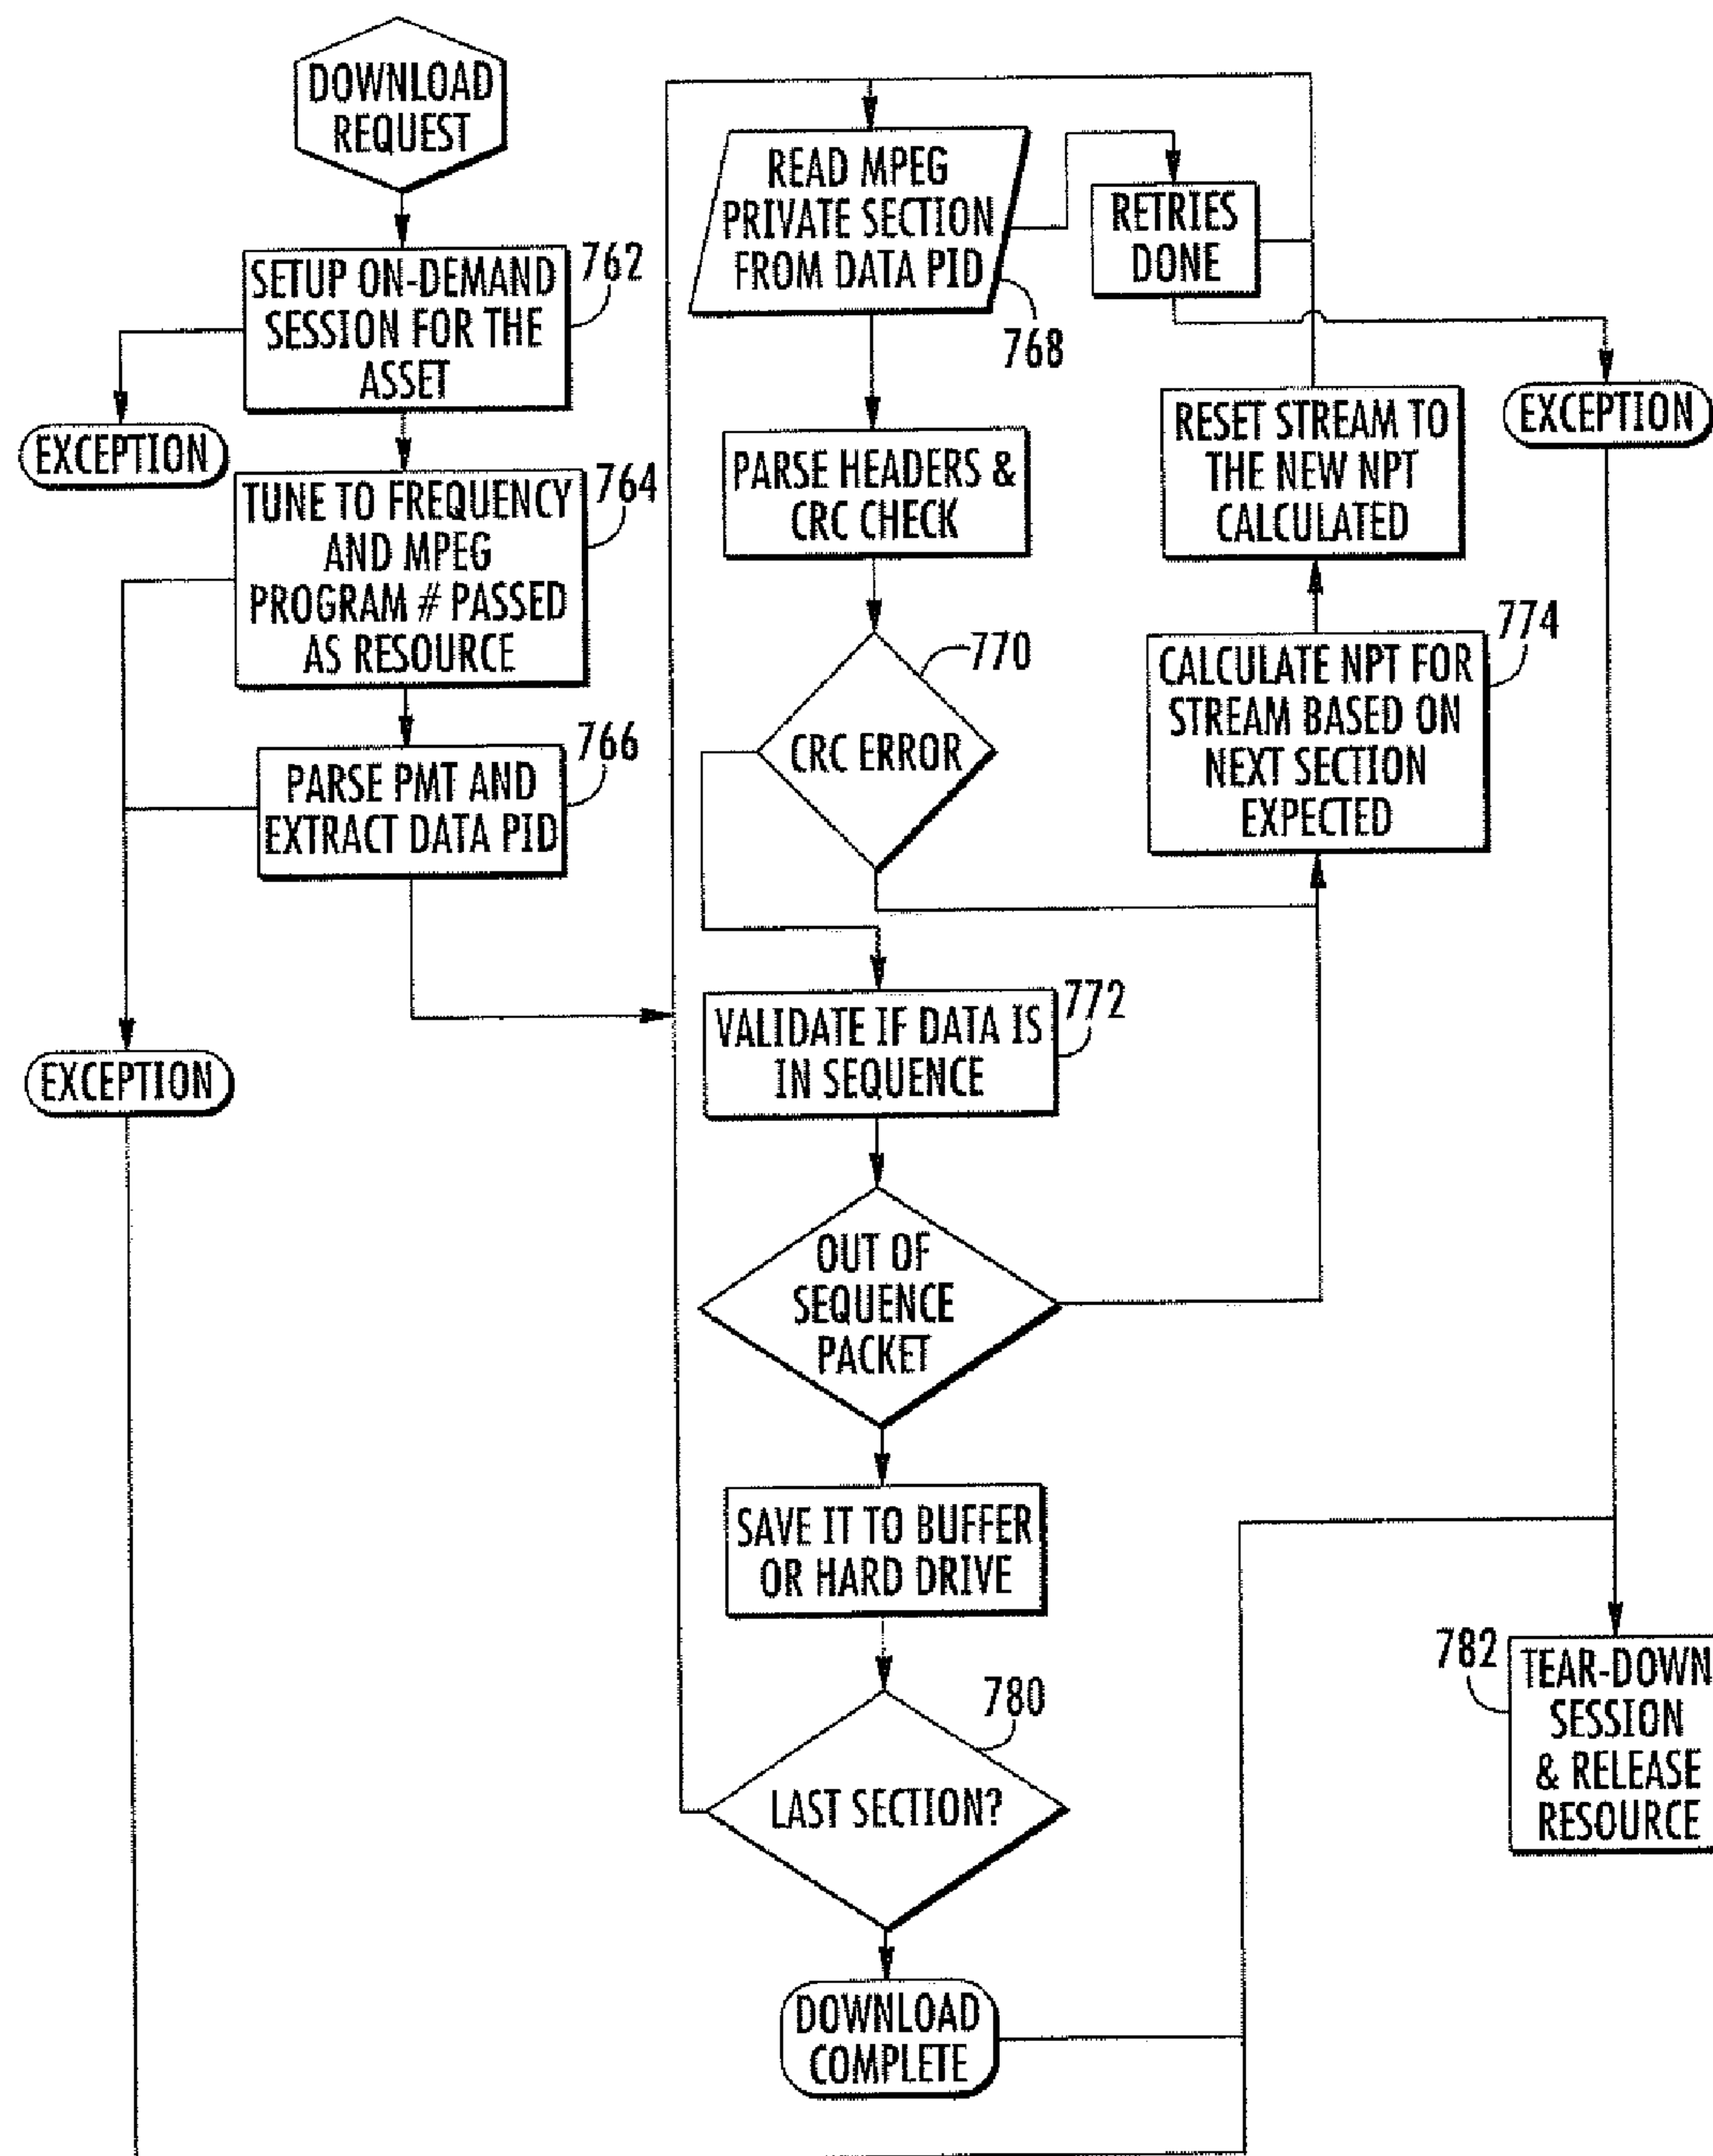 DOWNLOAD
REQUEST
SETUP ON-DEMAND
SESSION FOR THE
ASSET
762
EXCEPTION
TUNE TO FREQUENCY
AND MPEG
PROGRAM # PASSED
AS RESOURCE
764
PARSE PMT AND
EXTRACT DATA PID
766
EXCEPTION
READ MPEG
PRIVATE SECTION
FROM DATA PID
768
RETRIES
DONE
EXCEPTION
PARSE HEADERS &
CRC CHECK
RESET STREAM TO
THE NEW NPT
CALCULATED
CRC ERROR
770
CALCULATE NPT FOR
STREAM BASED ON
NEXT SECTION
EXPECTED
774
VALIDATE IF DATA IS
IN SEQUENCE
772
OUT OF
SEQUENCE
PACKET
SAVE IT TO BUFFER
OR HARD DRIVE
LAST SECTION?
780
DOWNLOAD
COMPLETE
782
TEAR-DOWN
SESSION
& RELEASE
RESOURCE